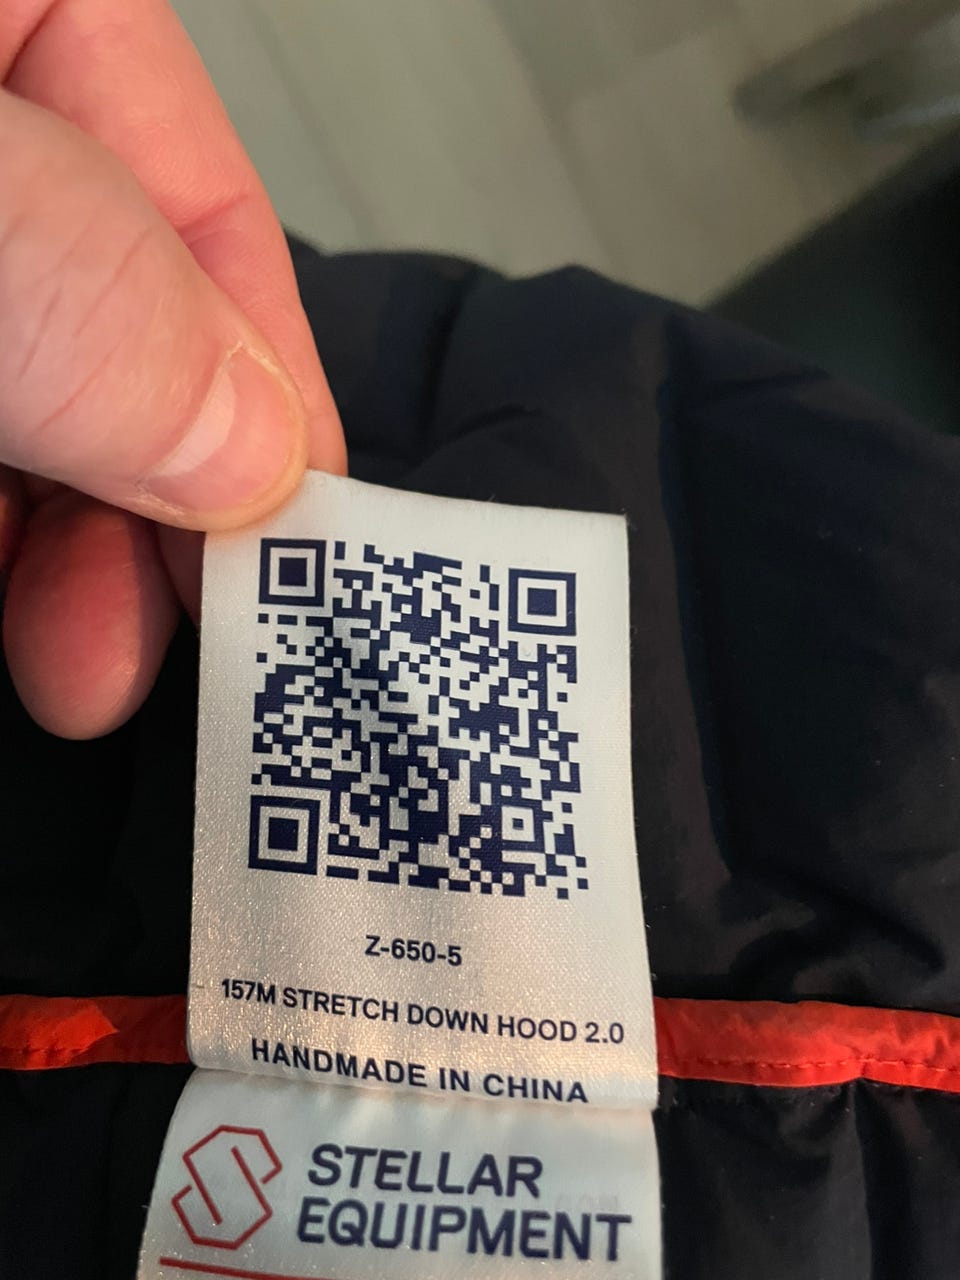 Z-650-5
157M STRETCH DOWN HOOD 2.0
HANDMADE IN CHINA
STELLAR
EQUIPMENT